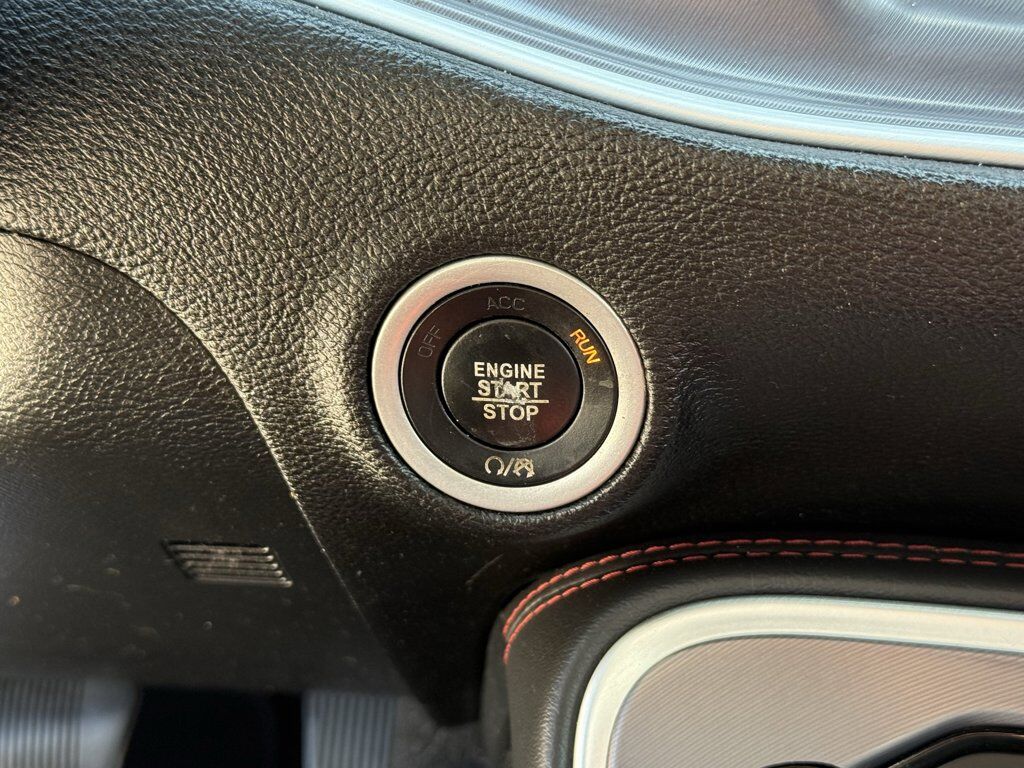 ACC
OFF
RUN
ENGINE
START
STOP